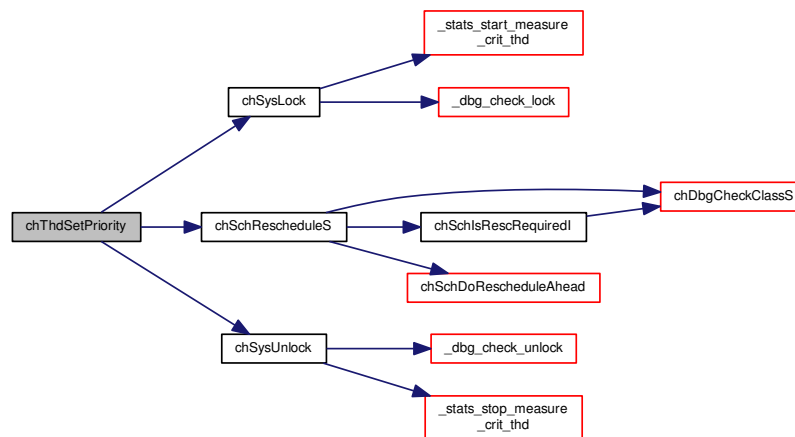 _stats_start_measure
_crit_thd
chSysLock
_dbg_check_lock
chDbgCheckClassS
chThdSetPriority
chSchRescheduleS
chSchIsRescRequiredI
chSchDoRescheduleAhead
chSysUnlock
_dbg_check_unlock
_stats_stop_measure
_crit_thd